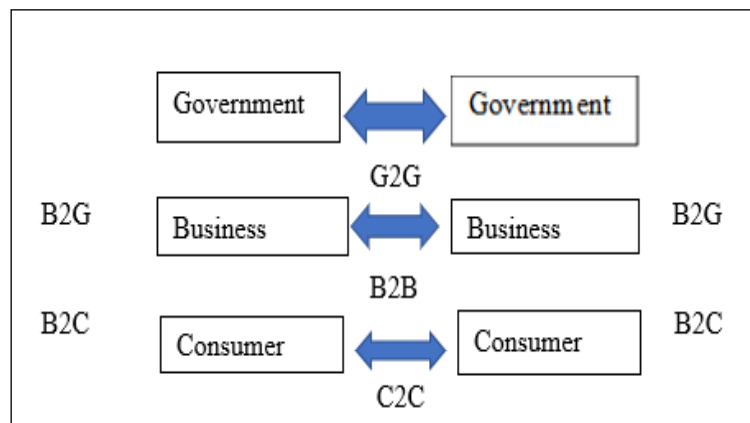 Government
Government
G2G
B2G
Business
Business
B2G
B2B
B2C
Consumer
Consumer
B2C
C2C